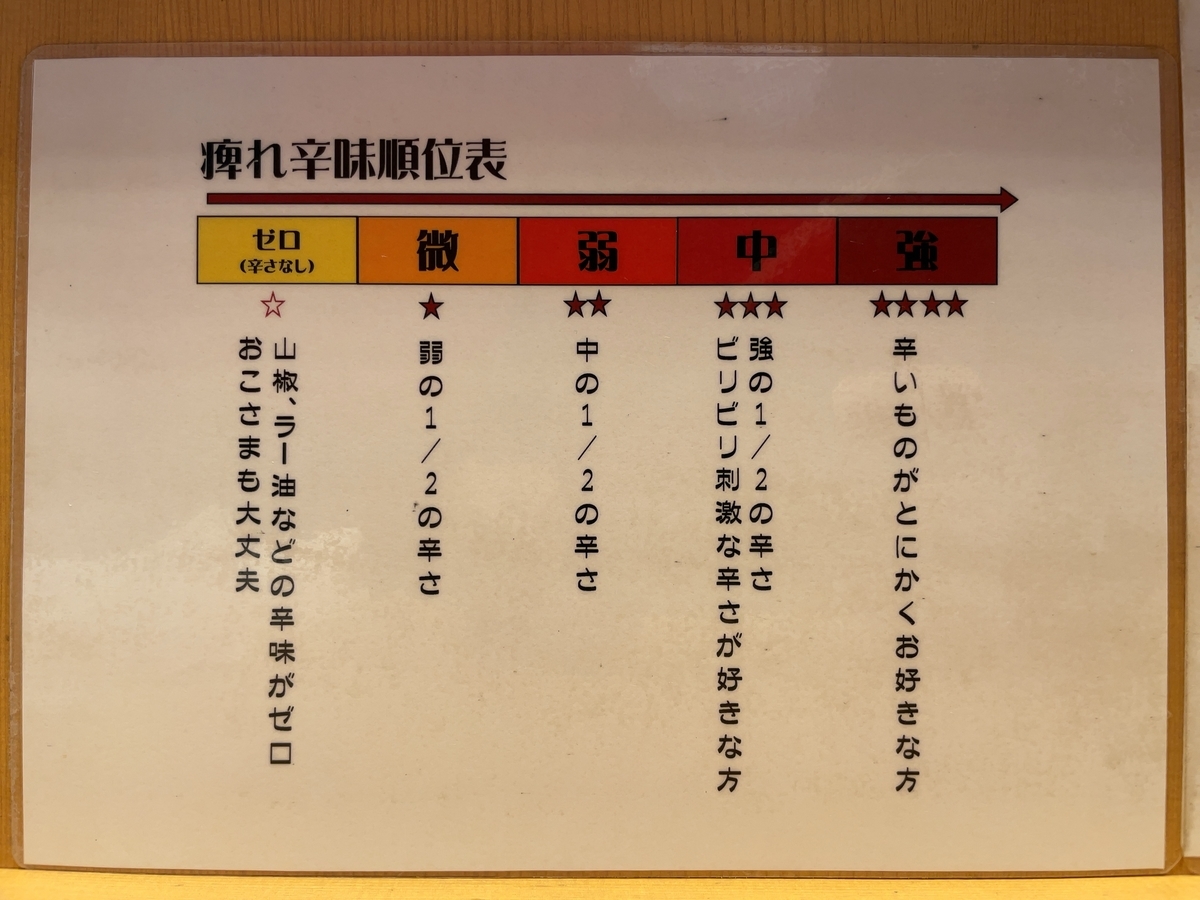 痺れ辛味順位表
ゼロ
(辛さなし)
☆
山椒、ラー油などの辛味がゼロ
おこさまも大丈夫
微
★
弱の1/2の辛さ
弱
★★
中の1/2の辛さ
中
★★★
強の1/2の辛さ
ビリビリ刺激な辛さが好きな方
強
★★★★
辛いものがとにかくお好きな方